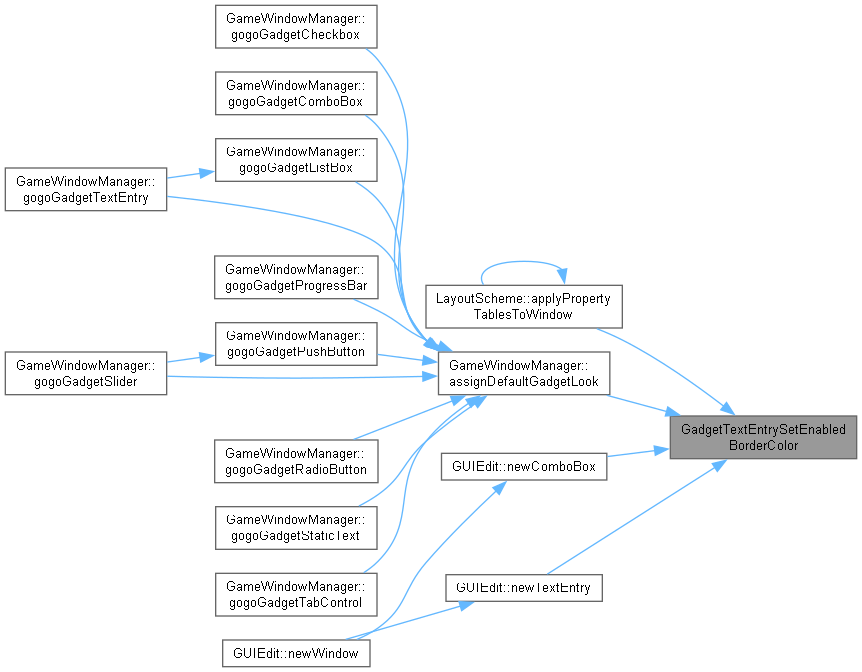 GameWindowManager::
gogoGadgetCheckbox
GameWindowManager::
gogoGadgetComboBox
GameWindowManager::
gogoGadgetListBox
GameWindowManager::
gogoGadgetTextEntry
GameWindowManager::
gogoGadgetProgressBar
LayoutScheme::applyProperty
TablesToWindow
GameWindowManager::
gogoGadgetPushButton
GameWindowManager::
gogoGadgetSlider
GameWindowManager::
assignDefaultGadgetLook
GadgetTextEntrySetEnabled
BorderColor
GameWindowManager::
gogoGadgetRadioButton
GUIEdit::newComboBox
GameWindowManager::
gogoGadgetStaticText
GameWindowManager::
gogoGadgetTabControl
GUIEdit::newTextEntry
GUIEdit::newWindow